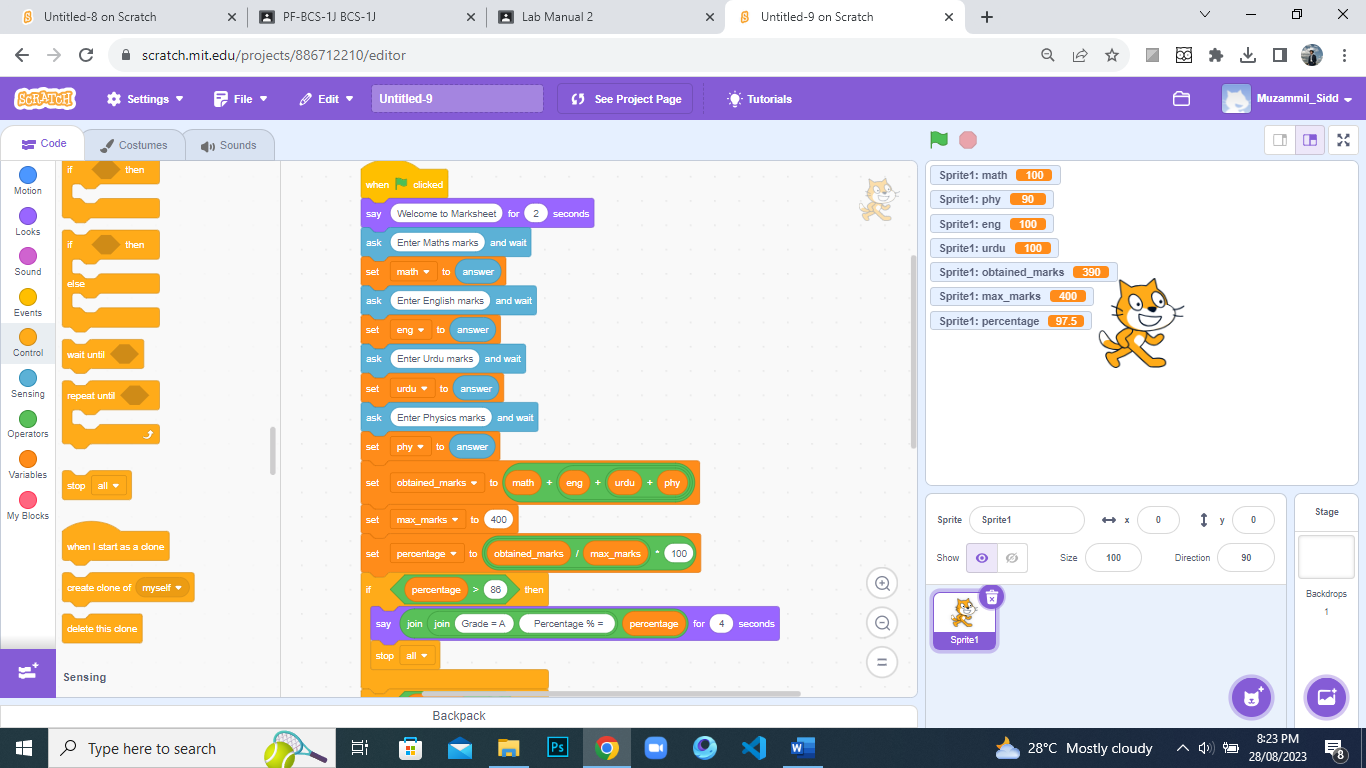 Untitled-8 on Scratch
PF-BCS-1J BCS-1J
Lab Manual 2
Untitled-9 on Scratch
scratch.mit.edu/projects/886712210/editor
SCRATCH
Settings
File
Edit
Untitled-9
See Project Page
Tutorials
Muzammil_Sidd
Code
Costumes
Sounds
Motion
Looks
Sound
Events
Control
Sensing
Operators
Variables
My Blocks
if then
if then
else
wait until
repeat until
stop all
when I start as a clone
create clone of myself
delete this clone
Sensing
when clicked
say Welcome to Marksheet for 2 seconds
ask Enter Maths marks and wait
set math to answer
ask Enter English marks and wait
set eng to answer
ask Enter Urdu marks and wait
set urdu to answer
ask Enter Physics marks and wait
set phy to answer
set obtained_marks to math + eng + urdu + phy
set max_marks to 400
set percentage to obtained_marks / max_marks * 100
if percentage > 86 then
say join join Grade = A Percentage % = percentage for 4 seconds
stop all
Backpack
Sprite1: math 100
Sprite1: phy 90
Sprite1: eng 100
Sprite1: urdu 100
Sprite1: obtained_marks 390
Sprite1: max_marks 400
Sprite1: percentage 97.5
Sprite Sprite1 x 0 y 0
Show Size 100 Direction 90
Sprite1
Stage
Backdrops
1
Type here to search
Ps
28°C Mostly cloudy
8:23 PM
28/08/2023
8